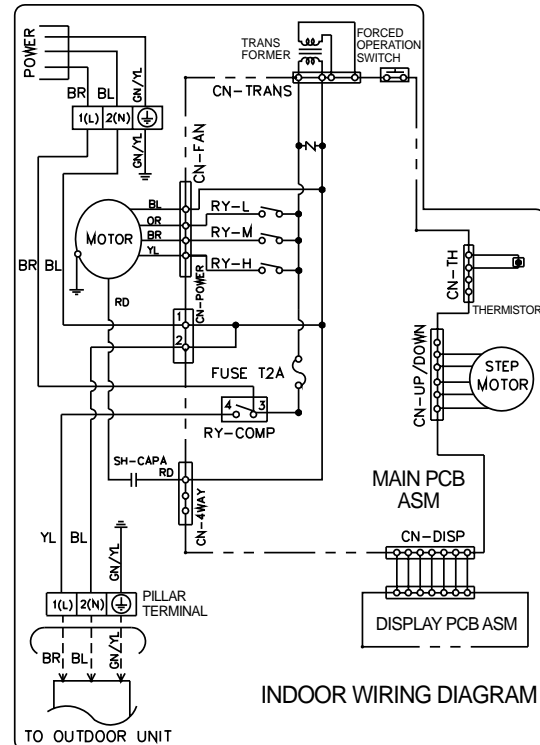 POWER
BR BL GN/YL
1(L) 2(N)
GN/YL
TRANS
FORMER
FORCED
OPERATION
SWITCH
CN-TRANS
CN-FAN
BL
OR
BR
YL
MOTOR
RY-L
RY-M
RY-H
BR BL
RD
CN-POWER
1
2
FUSE T2A
4 3
RY-COMP
SH-CAPA
RD
CN-4WAY
CN-TH
THERMISTOR
CN-UP/DOWN
STEP
MOTOR
MAIN PCB
ASM
CN-DISP
DISPLAY PCB ASM
YL BL GN/YL
1(L) 2(N)
PILLAR
TERMINAL
BR BL GN/YL
TO OUTDOOR UNIT
INDOOR WIRING DIAGRAM